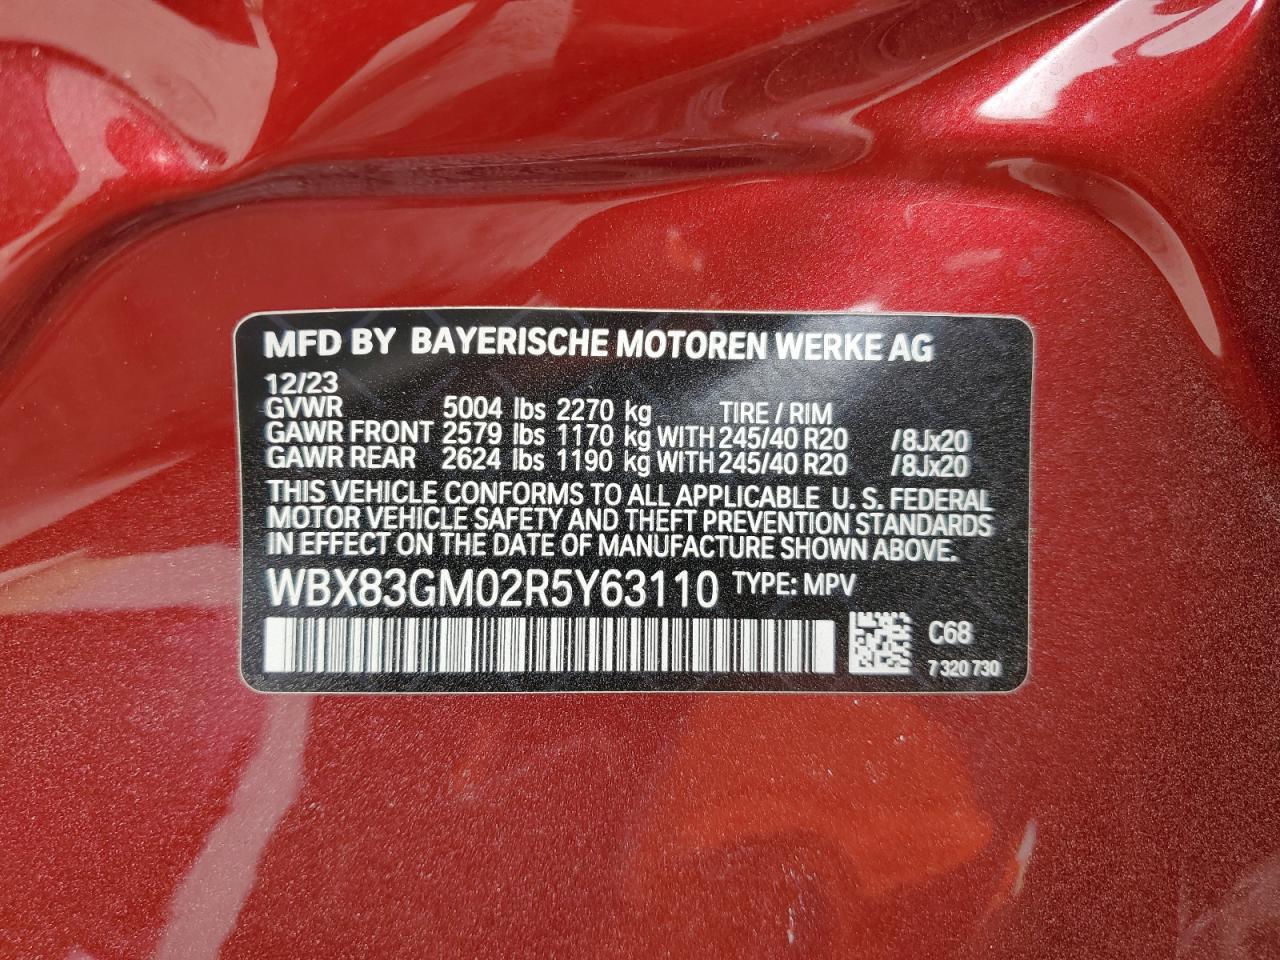 MFD BY BAYERISCHE MOTOREN WERKE AG
12/23
GVWR 5004 lbs 2270 kg TIRE / RIM
GAWR FRONT 2579 lbs 1170 kg WITH 245/40 R20 /8Jx20
GAWR REAR 2624 lbs 1190 kg WITH 245/40 R20 /8Jx20
THIS VEHICLE CONFORMS TO ALL APPLICABLE U. S. FEDERAL
MOTOR VEHICLE SAFETY AND THEFT PREVENTION STANDARDS
IN EFFECT ON THE DATE OF MANUFACTURE SHOWN ABOVE.
WBX83GM02R5Y63110 TYPE: MPV
C68
7 320 730